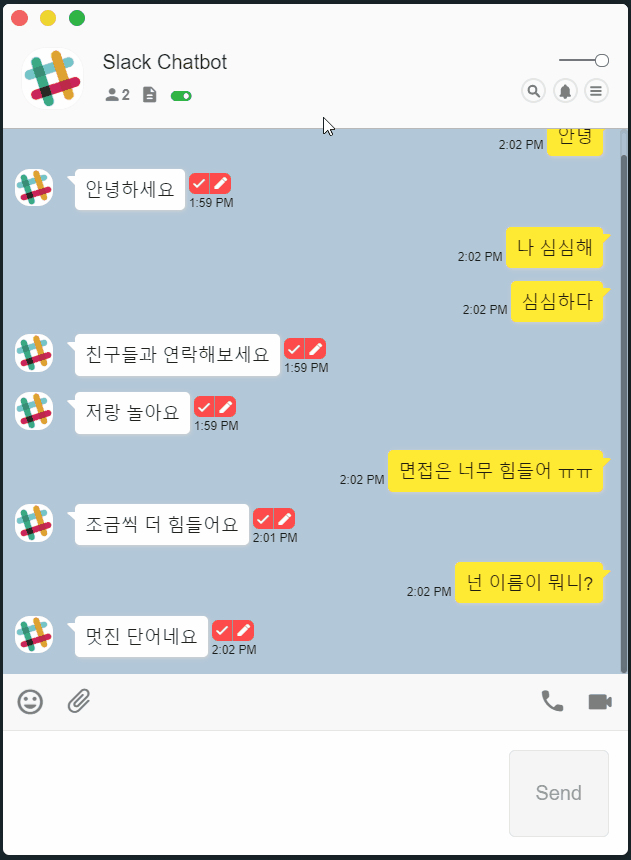 Slack Chatbot
2
2:02 PM 안녕
안녕하세요
1:59 PM
나 심심해
2:02 PM
심심하다
2:02 PM
친구들과 연락해보세요
1:59 PM
저랑 놀아요
1:59 PM
면접은 너무 힘들어 ㅠㅠ
2:02 PM
조금씩 더 힘들어요
2:01 PM
넌 이름이 뭐니?
2:02 PM
멋진 단어네요
2:02 PM
Send